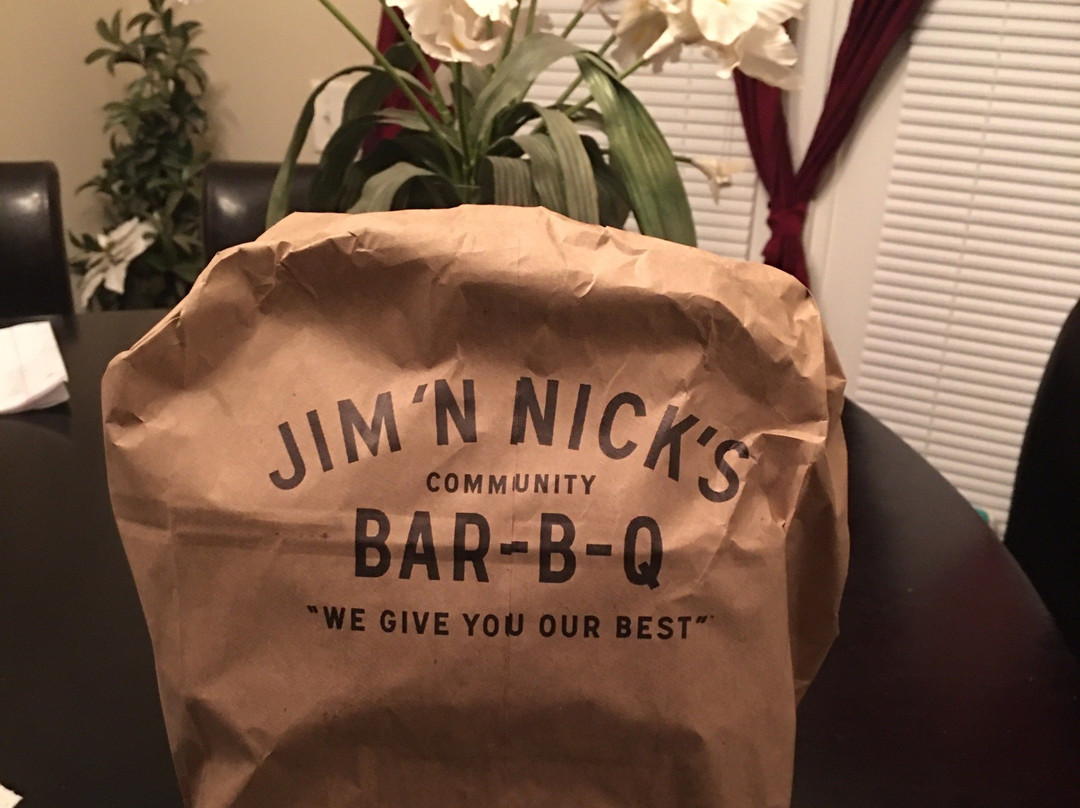 JIM 'N NICK'S
COMMUNITY
BAR-B-Q
"WE GIVE YOU OUR BEST"